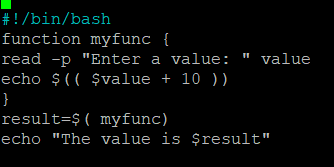 #!/bin/bash
function myfunc {
read -p "Enter a value: " value
echo $(( $value + 10 ))
}
result=$( myfunc)
echo "The value is $result"